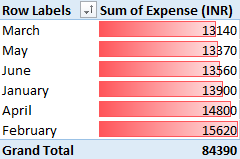 Row Labels Sum of Expense (INR)
March 13140
May 13370
June 13560
January 13900
April 14800
February 15620
Grand Total 84390